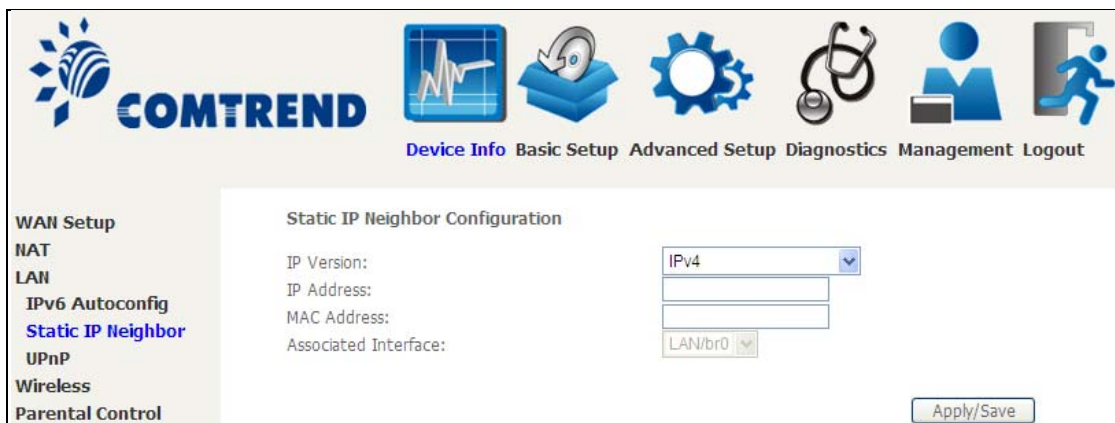 COMTREND
Device Info Basic Setup Advanced Setup Diagnostics Management Logout
WAN Setup
NAT
LAN
IPv6 Autoconfig
Static IP Neighbor
UPnP
Wireless
Parental Control
Static IP Neighbor Configuration
IP Version: IPv4
IP Address:
MAC Address:
Associated Interface: LAN/br0
Apply/Save